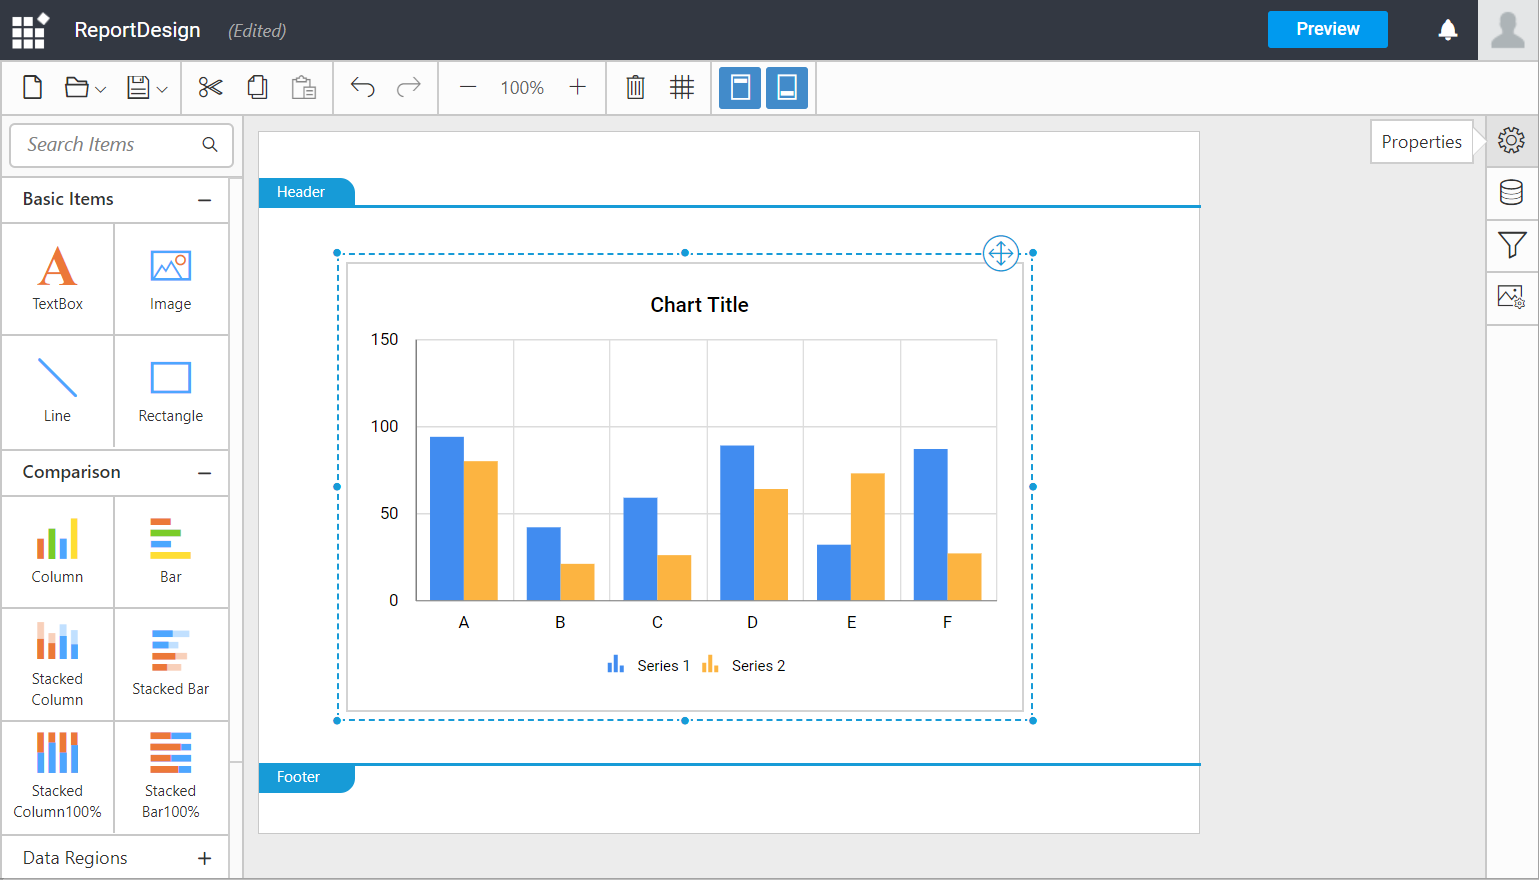 ReportDesign (Edited) Preview
100%
Search Items
Properties
Basic Items
TextBox
Image
Line
Rectangle
Comparison
Column
Bar
Stacked
Column
Stacked Bar
Stacked
Column100%
Stacked
Bar100%
Data Regions
Header
Chart Title
150
100
50
0
A B C D E F
Series 1 Series 2
Footer